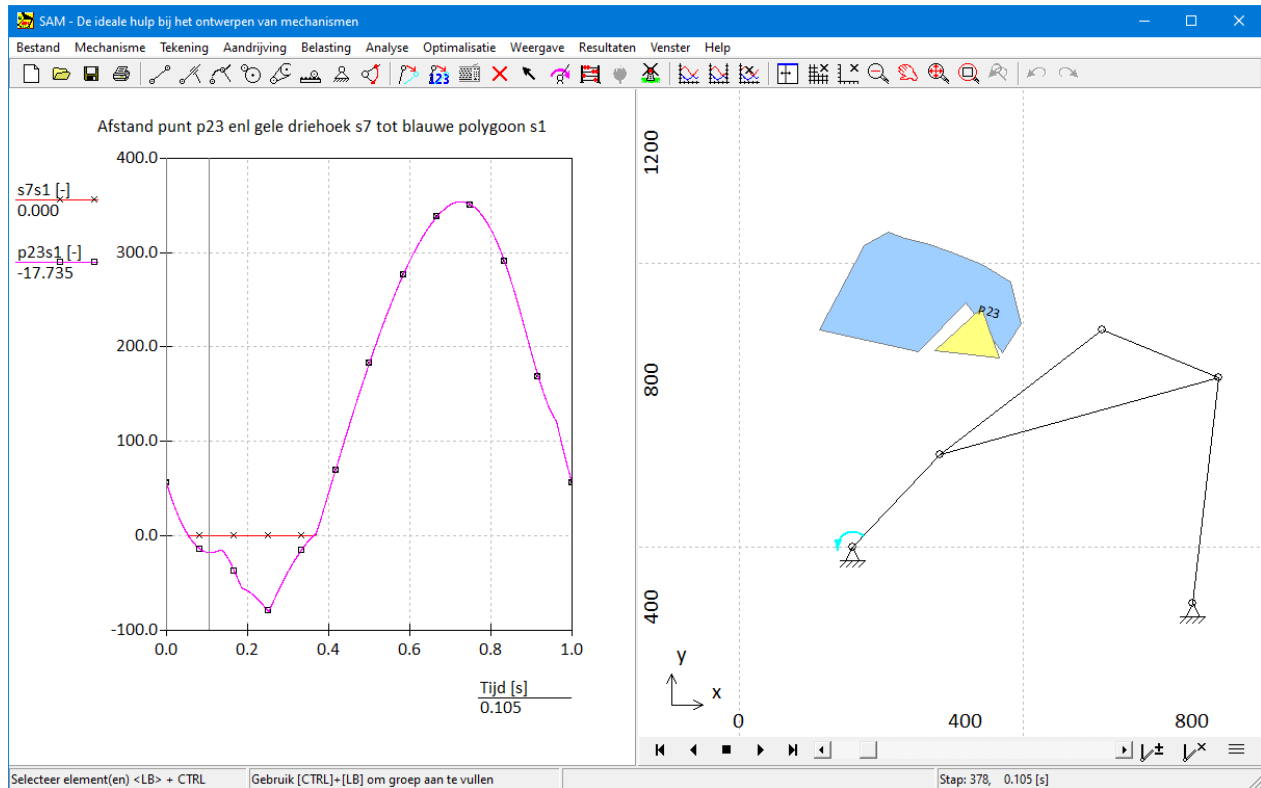 SAM - De ideale hulp bij het ontwerpen van mechanismen
Bestand Mechanisme Tekening Aandrijving Belasting Analyse Optimalisatie Weergave Resultaten Venster Help
123
Afstand punt p23 enl gele driehoek s7 tot blauwe polygoon s1
s7s1 [-]
0.000
p23s1 [-]
-17.735
400.0
300.0
200.0
100.0
0.0
-100.0
0.0 0.2 0.4 0.6 0.8 1.0
Tijd [s]
0.105
1200
800
400
p23
y
x
0 400 800
Selecteer element(en) <LB> + CTRL
Gebruik [CTRL]+[LB] om groep aan te vullen
Stap: 378, 0.105 [s]